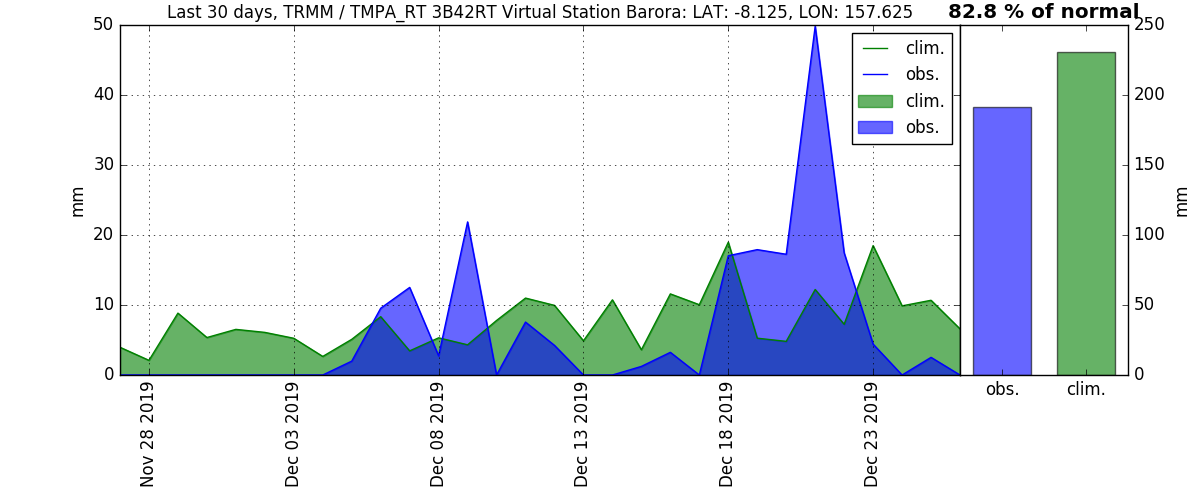 Last 30 days, TRMM / TMPA_RT 3B42RT Virtual Station Barora: LAT: -8.125, LON: 157.625
82.8 % of normal
50
40
30
20
10
0
mm
clim.
obs.
clim.
obs.
250
200
150
100
50
0
mm
obs.
clim.
Nov 28 2019
Dec 03 2019
Dec 08 2019
Dec 13 2019
Dec 18 2019
Dec 23 2019